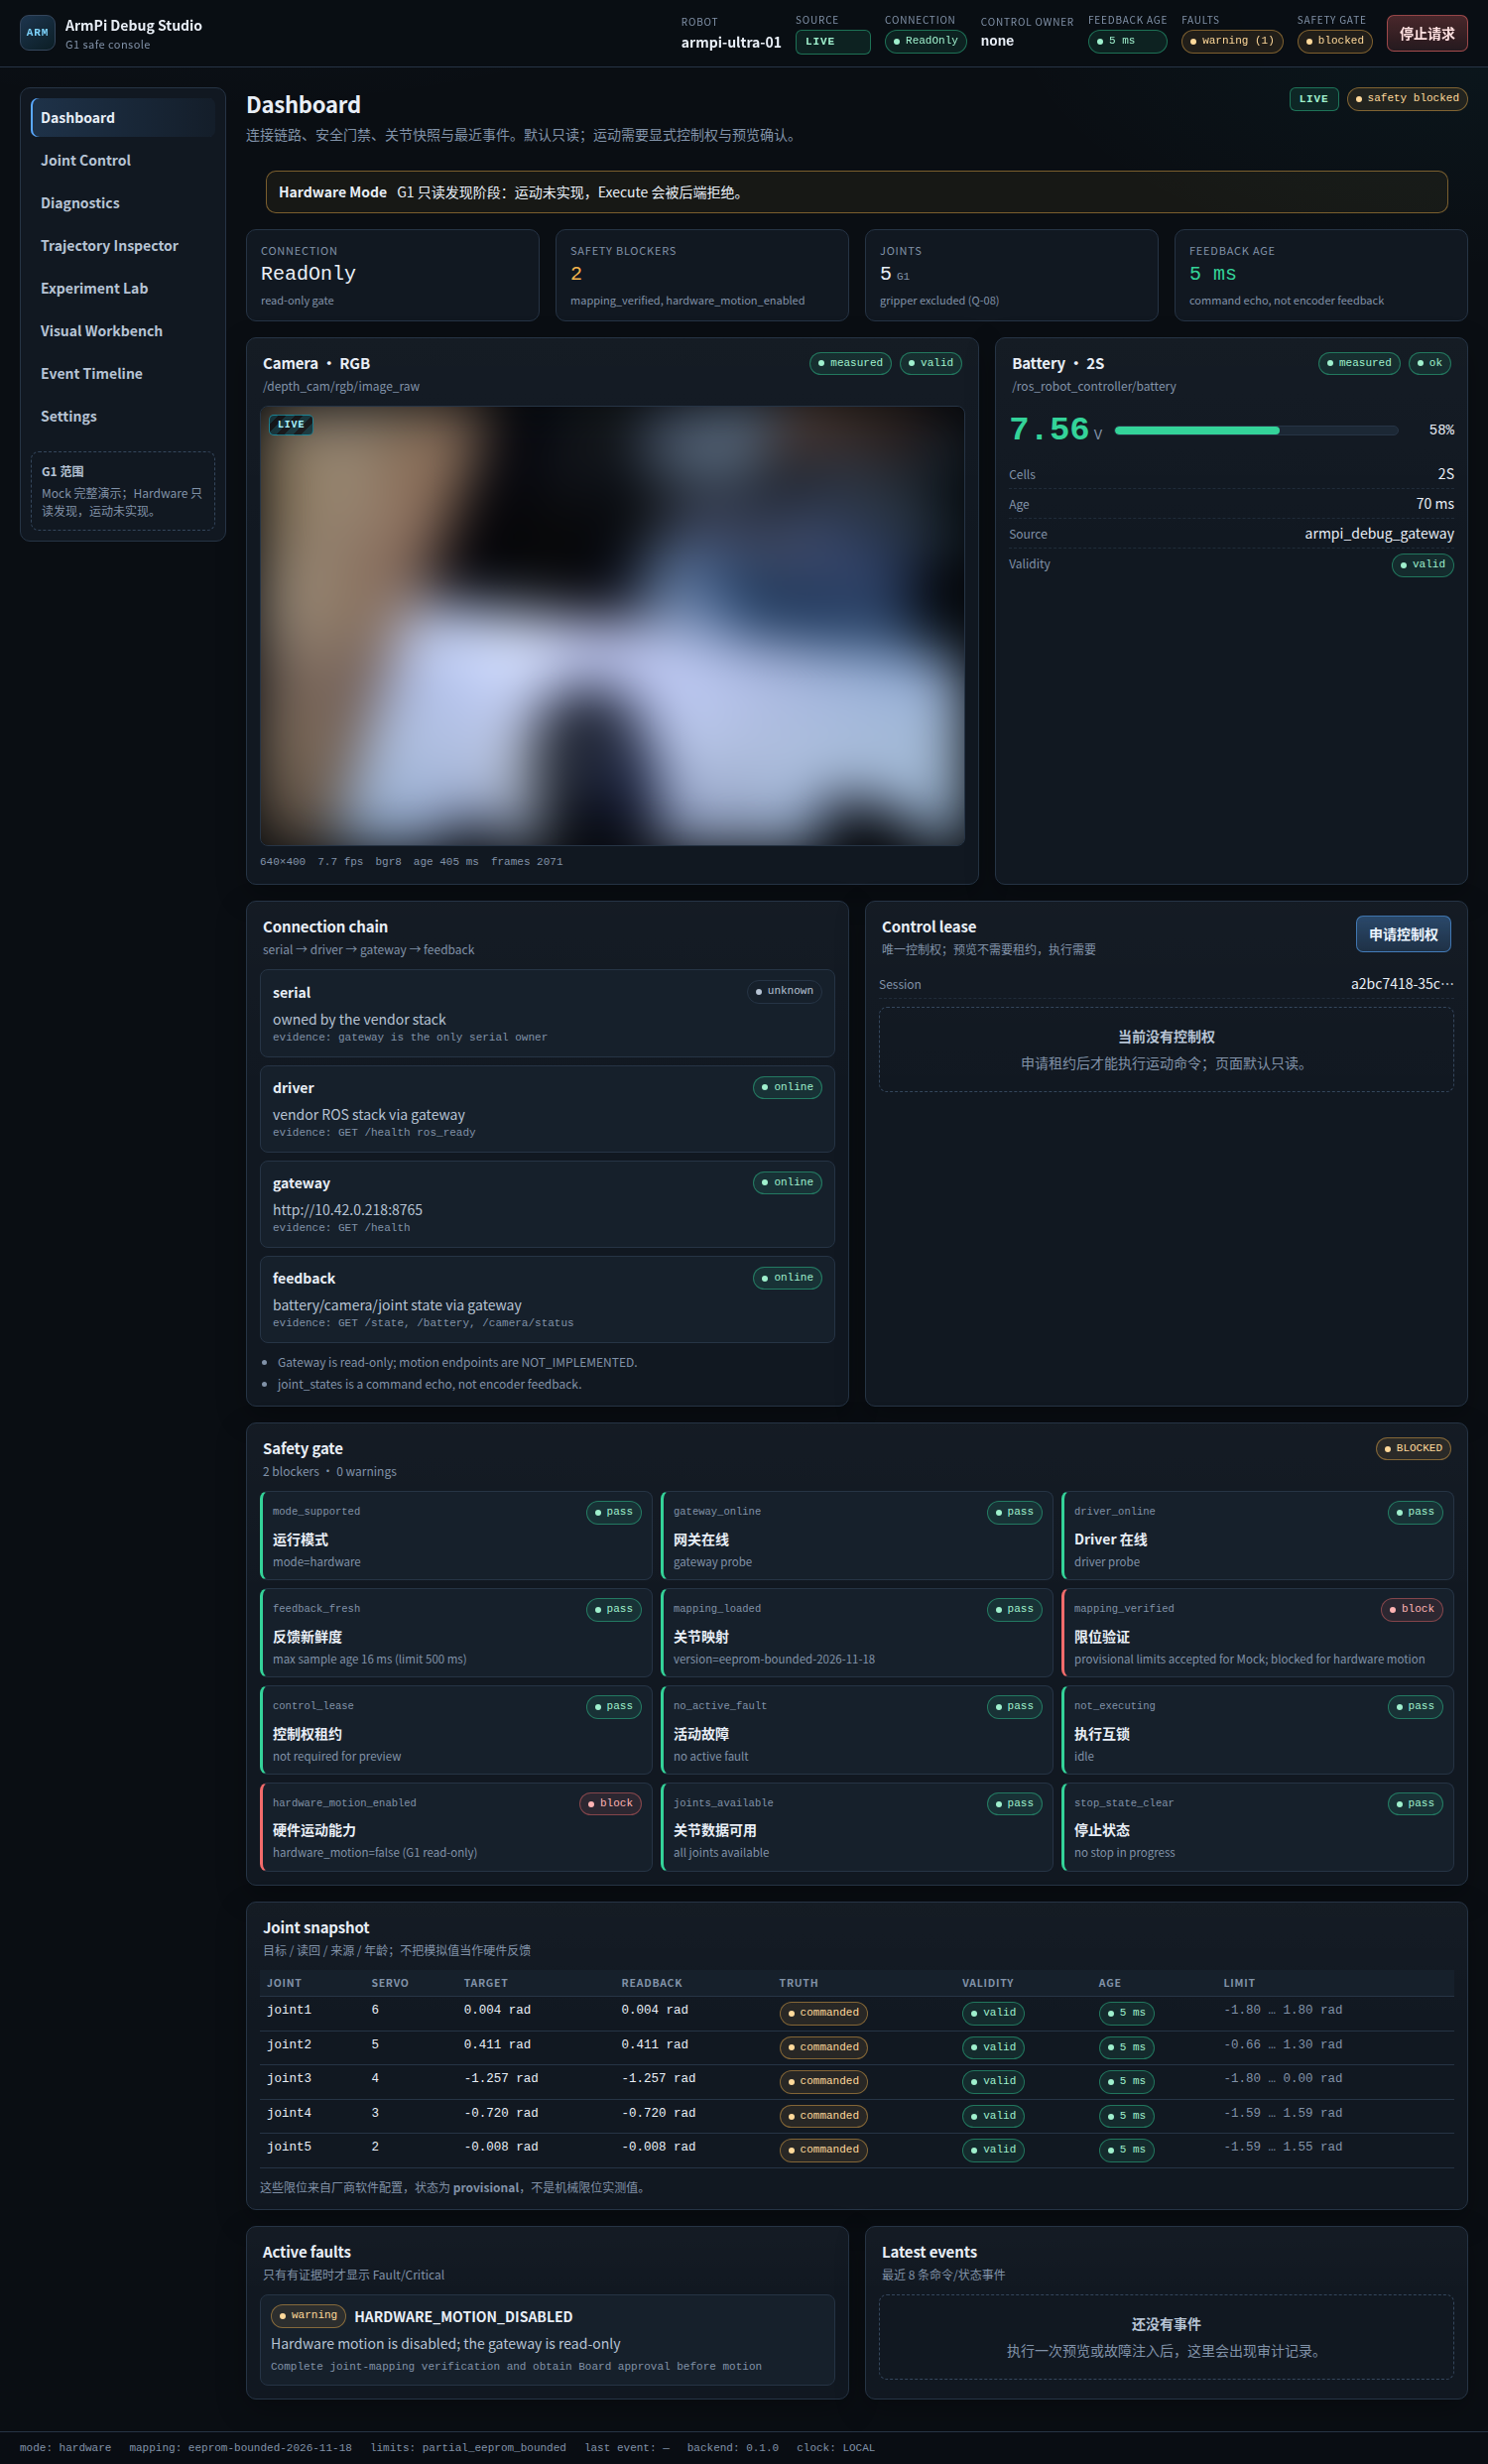 ARM
ArmPi Debug Studio
G1 safe console
ROBOT
armpi-ultra-01
SOURCE
LIVE
CONNECTION
ReadOnly
CONTROL OWNER
none
FEEDBACK AGE
5 ms
FAULTS
warning (1)
SAFETY GATE
blocked
停止请求
Dashboard
Joint Control
Diagnostics
Trajectory Inspector
Experiment Lab
Visual Workbench
Event Timeline
Settings
G1 范围
Mock 完整演示；Hardware 只
读发现，运动未实现。
Dashboard
连接链路、安全门禁、关节快照与最近事件。默认只读；运动需要显式控制权与预览确认。
LIVE
safety blocked
Hardware Mode G1 只读发现阶段：运动未实现，Execute 会被后端拒绝。
CONNECTION
ReadOnly
read-only gate
SAFETY BLOCKERS
2
mapping_verified, hardware_motion_enabled
JOINTS
5 G1
gripper excluded (Q-08)
FEEDBACK AGE
5 ms
command echo, not encoder feedback
Camera · RGB
/depth_cam/rgb/image_raw
measured
valid
LIVE
640×400 7.7 fps bgr8 age 405 ms frames 2071
Battery · 2S
/ros_robot_controller/battery
measured
ok
7.56 V
58%
Cells 2S
Age 70 ms
Source armpi_debug_gateway
Validity valid
Connection chain
serial → driver → gateway → feedback
serial
unknown
owned by the vendor stack
evidence: gateway is the only serial owner
driver
online
vendor ROS stack via gateway
evidence: GET /health ros_ready
gateway
online
http://10.42.0.218:8765
evidence: GET /health
feedback
online
battery/camera/joint state via gateway
evidence: GET /state, /battery, /camera/status
Gateway is read-only; motion endpoints are NOT_IMPLEMENTED.
joint_states is a command echo, not encoder feedback.
Control lease
唯一控制权；预览不需要租约，执行需要
申请控制权
Session a2bc7418-35c…
当前没有控制权
申请租约后才能执行运动命令；页面默认只读。
Safety gate
2 blockers · 0 warnings
BLOCKED
mode_supported
pass
运行模式
mode=hardware
gateway_online
pass
网关在线
gateway probe
driver_online
pass
Driver 在线
driver probe
feedback_fresh
pass
反馈新鲜度
max sample age 16 ms (limit 500 ms)
mapping_loaded
pass
关节映射
version=eeprom-bounded-2026-11-18
mapping_verified
block
限位验证
provisional limits accepted for Mock; blocked for hardware motion
control_lease
pass
控制权租约
not required for preview
no_active_fault
pass
活动故障
no active fault
not_executing
pass
执行互锁
idle
hardware_motion_enabled
block
硬件运动能力
hardware_motion=false (G1 read-only)
joints_available
pass
关节数据可用
all joints available
stop_state_clear
pass
停止状态
no stop in progress
Joint snapshot
目标 / 读回 / 来源 / 年龄；不把模拟值当作硬件反馈
JOINT SERVO TARGET READBACK TRUTH VALIDITY AGE LIMIT
joint1 6 0.004 rad 0.004 rad commanded valid 5 ms -1.80 … 1.80 rad
joint2 5 0.411 rad 0.411 rad commanded valid 5 ms -0.66 … 1.30 rad
joint3 4 -1.257 rad -1.257 rad commanded valid 5 ms -1.80 … 0.00 rad
joint4 3 -0.720 rad -0.720 rad commanded valid 5 ms -1.59 … 1.59 rad
joint5 2 -0.008 rad -0.008 rad commanded valid 5 ms -1.59 … 1.55 rad
这些限位来自厂商软件配置，状态为 provisional，不是机械限位实测值。
Active faults
只有有证据时才显示 Fault/Critical
warning HARDWARE_MOTION_DISABLED
Hardware motion is disabled; the gateway is read-only
Complete joint-mapping verification and obtain Board approval before motion
Latest events
最近 8 条命令/状态事件
还没有事件
执行一次预览或故障注入后，这里会出现审计记录。
mode: hardware mapping: eeprom-bounded-2026-11-18 limits: partial_eeprom_bounded last event: — backend: 0.1.0 clock: LOCAL